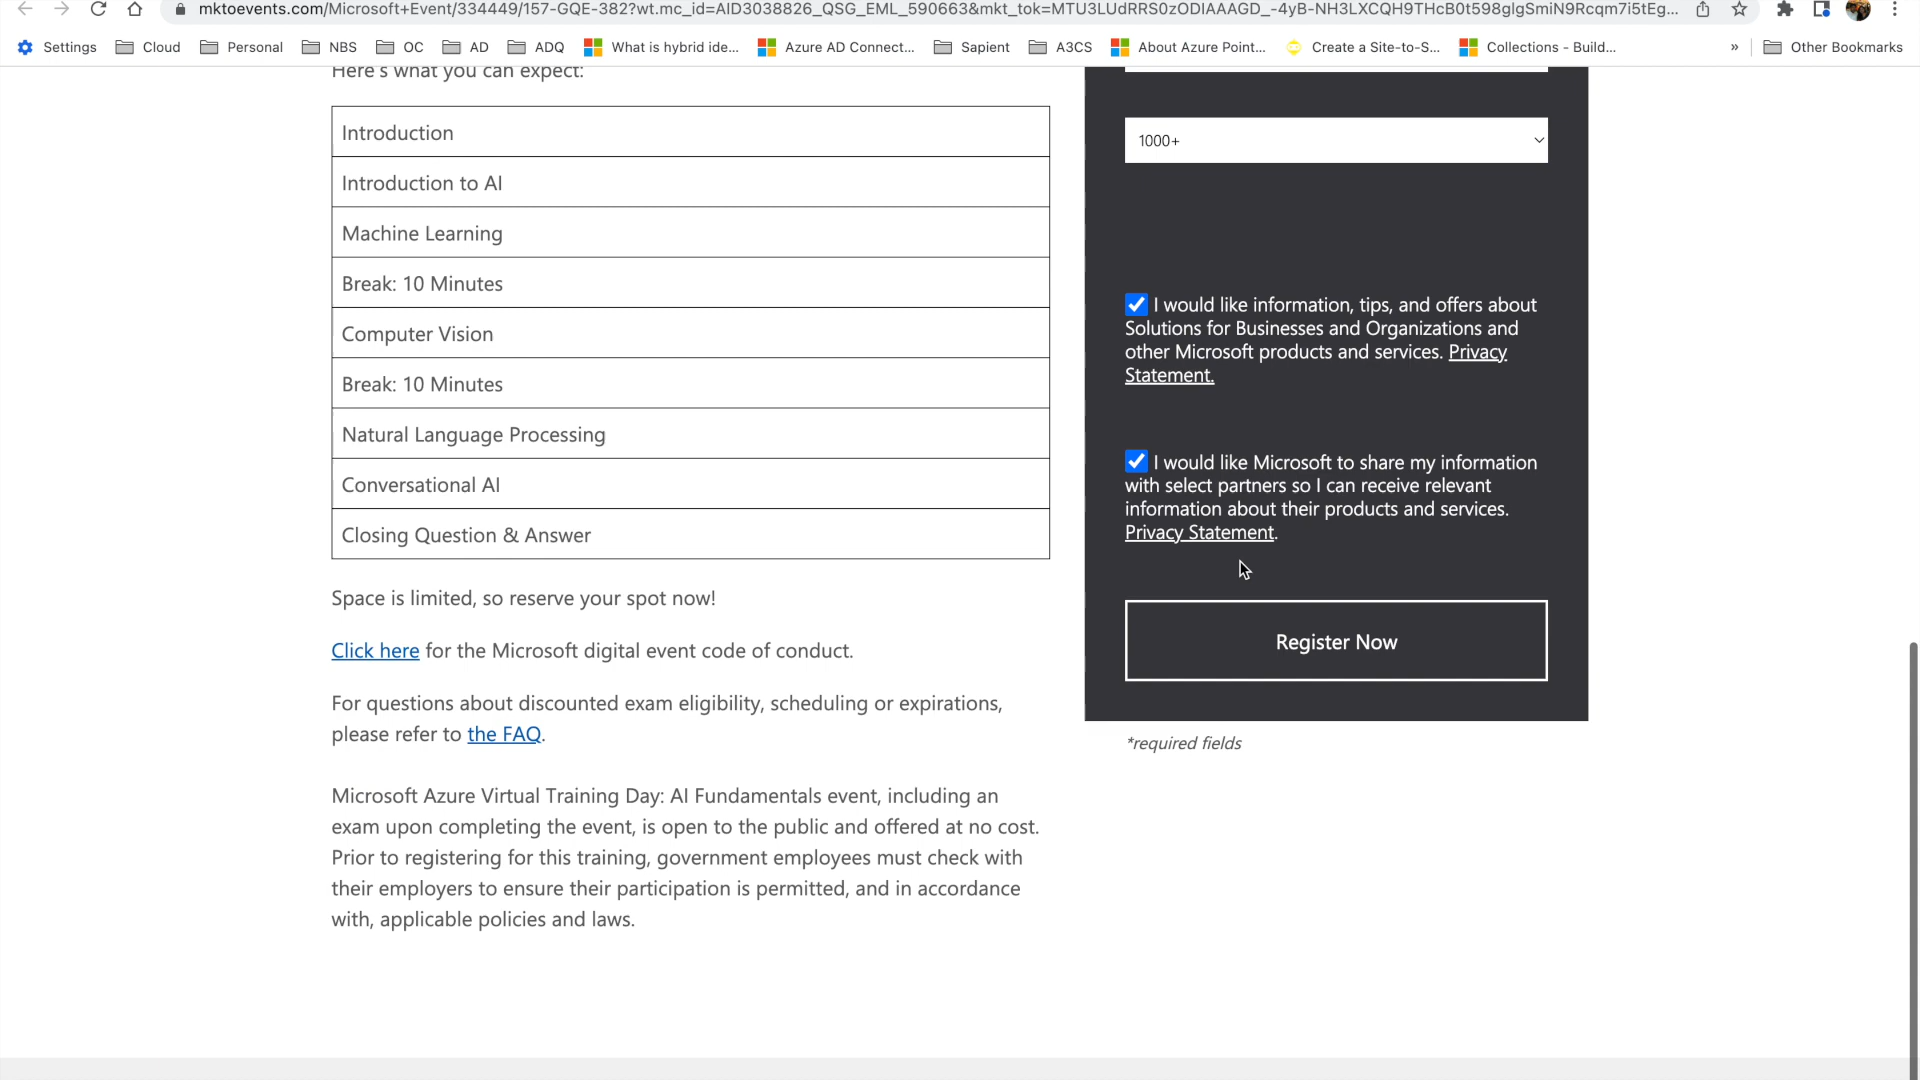 mktoevents.com/Microsoft+Event/334449/157-GQE-382?wt.mc_id=AID3038826_QSG_EML_590663&mkt_tok=MTU3LUdRRS0zODIAAAGD_-4yB-NH3LXCQH9THcB0t598glgSmiN9Rcqm7i5tEg...
Settings Cloud Personal NBS OC AD ADQ What is hybrid ide... Azure AD Connect... Sapient A3CS About Azure Point... Create a Site-to-S... Collections - Build... » Other Bookmarks
Here's what you can expect:
Introduction
Introduction to AI
Machine Learning
Break: 10 Minutes
Computer Vision
Break: 10 Minutes
Natural Language Processing
Conversational AI
Closing Question & Answer
Space is limited, so reserve your spot now!
Click here for the Microsoft digital event code of conduct.
For questions about discounted exam eligibility, scheduling or expirations,
please refer to the FAQ.
Microsoft Azure Virtual Training Day: AI Fundamentals event, including an
exam upon completing the event, is open to the public and offered at no cost.
Prior to registering for this training, government employees must check with
their employers to ensure their participation is permitted, and in accordance
with, applicable policies and laws.
1000+
I would like information, tips, and offers about
Solutions for Businesses and Organizations and
other Microsoft products and services. Privacy
Statement.
I would like Microsoft to share my information
with select partners so I can receive relevant
information about their products and services.
Privacy Statement.
Register Now
*required fields